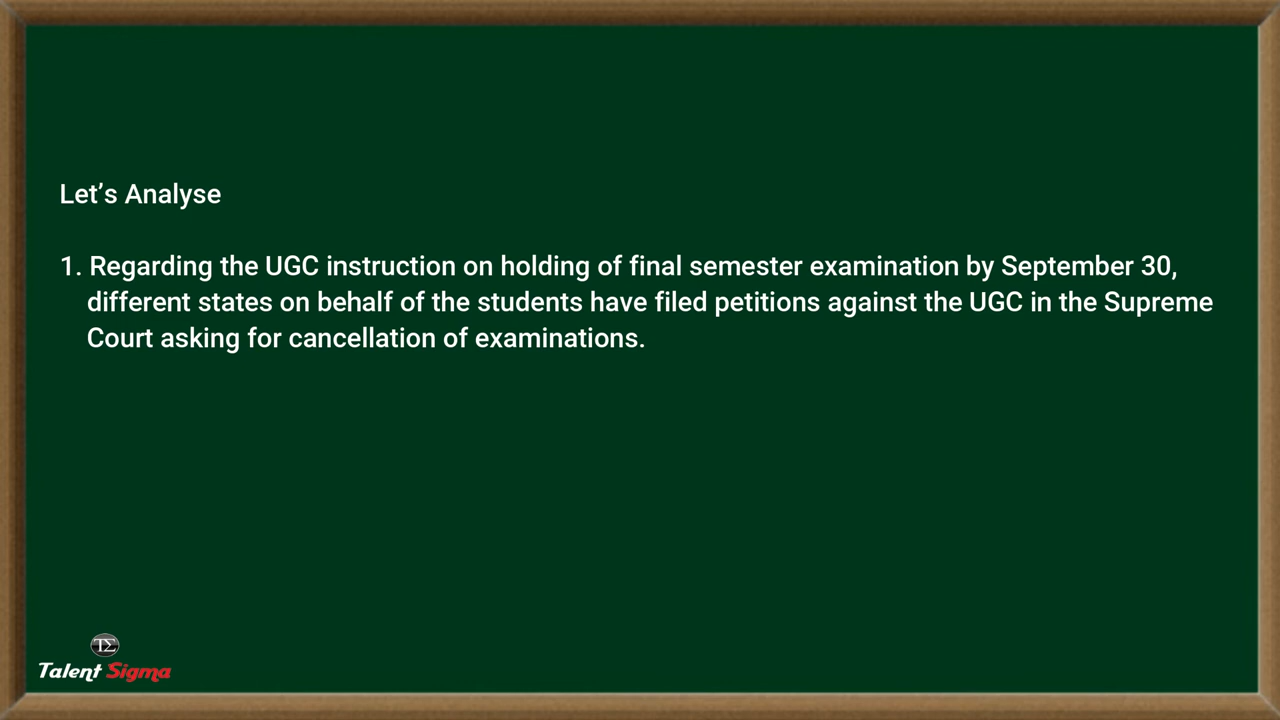 Let’s Analyse
1. Regarding the UGC instruction on holding of final semester examination by September 30,
different states on behalf of the students have filed petitions against the UGC in the Supreme
Court asking for cancellation of examinations.
TΣ
Talent Sigma